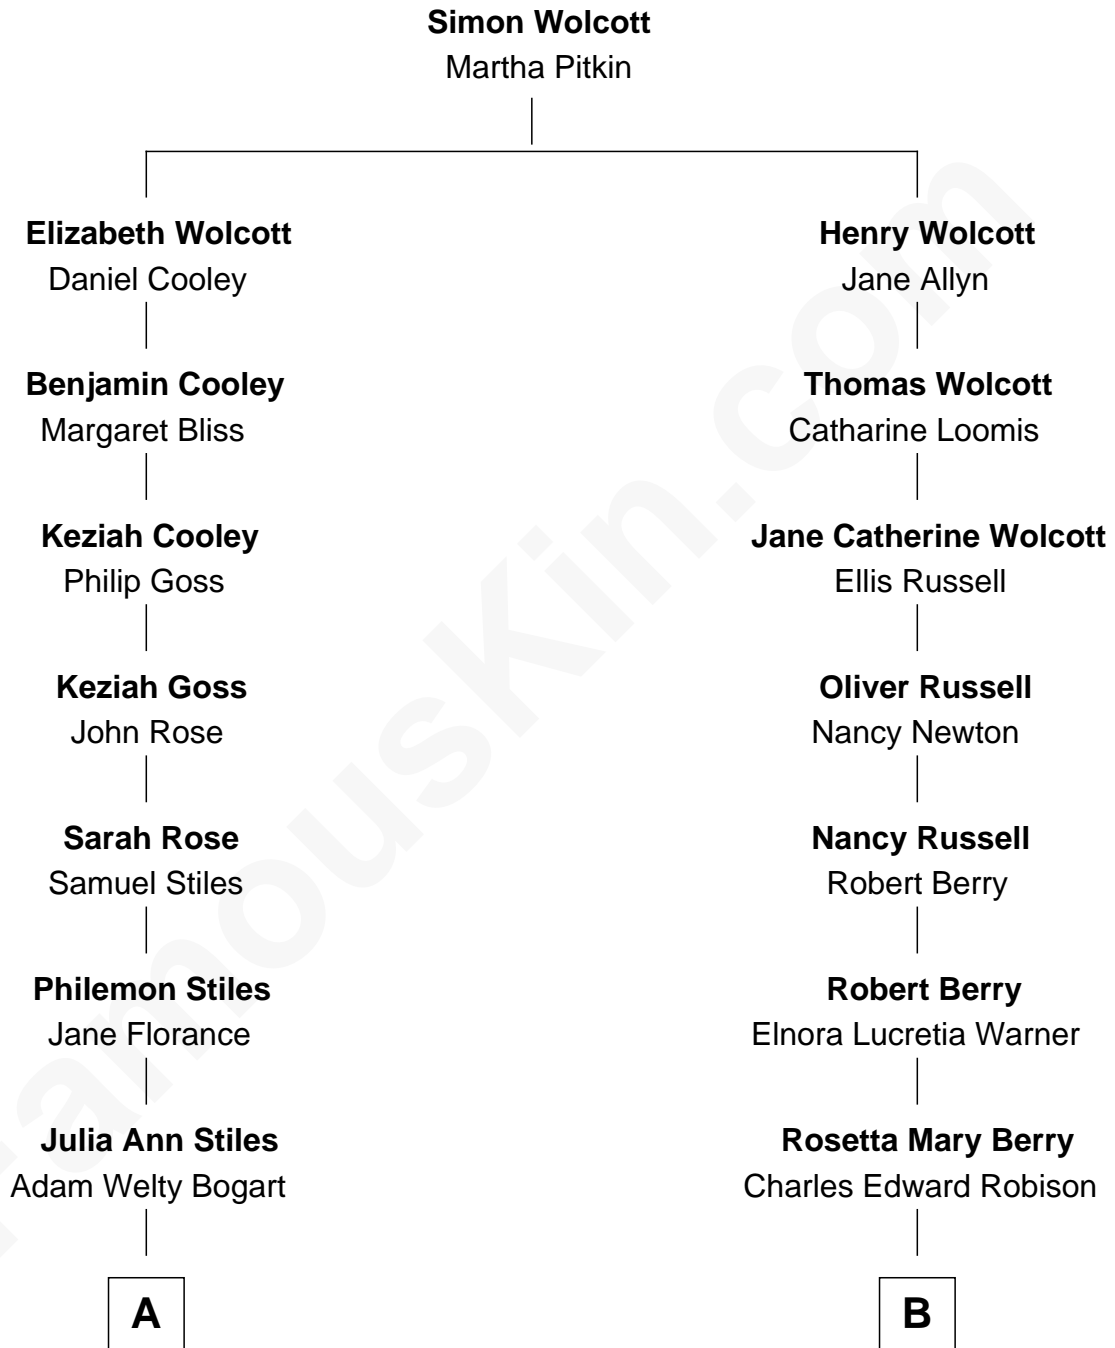 Simon Wolcott
Martha Pitkin
Elizabeth Wolcott
Daniel Cooley
Henry Wolcott
Jane Allyn
Benjamin Cooley
Margaret Bliss
Thomas Wolcott
Catharine Loomis
Keziah Cooley
Philip Goss
Jane Catherine Wolcott
Ellis Russell
Keziah Goss
John Rose
Oliver Russell
Nancy Newton
Sarah Rose
Samuel Stiles
Nancy Russell
Robert Berry
Philemon Stiles
Jane Florance
Robert Berry
Elnora Lucretia Warner
Julia Ann Stiles
Adam Welty Bogart
Rosetta Mary Berry
Charles Edward Robison
A
B
FamousKin.com